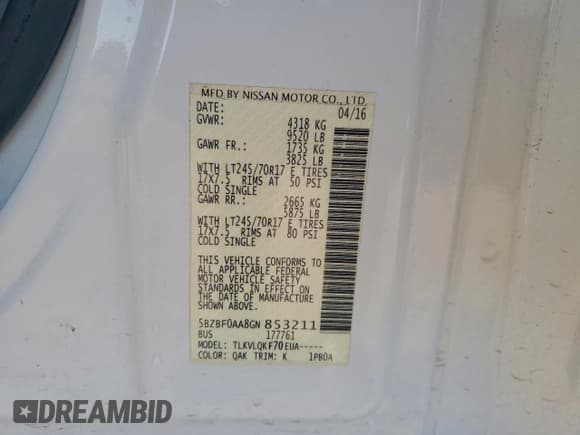 MFD BY NISSAN MOTOR CO., LTD.
DATE: 04/16
GVWR: 4318 KG
9520 LB
GAWR FR.: 1735 KG
3825 LB
WITH LT245/70R17 E TIRES
17X7.5 RIMS AT 50 PSI
COLD SINGLE
GAWR RR.: 2665 KG
5875 LB
WITH LT245/70R17 E TIRES
17X7.5 RIMS AT 80 PSI
COLD SINGLE
THIS VEHICLE CONFORMS TO
ALL APPLICABLE FEDERAL
MOTOR VEHICLE SAFETY
STANDARDS IN EFFECT ON
THE DATE OF MANUFACTURE
SHOWN ABOVE.
5BZBF0AA8GN853211
BUS 177761
MODEL: TLKVLQKF70EUA-----
COLOR: QAK TRIM: K 1PB0A
DREAMBID